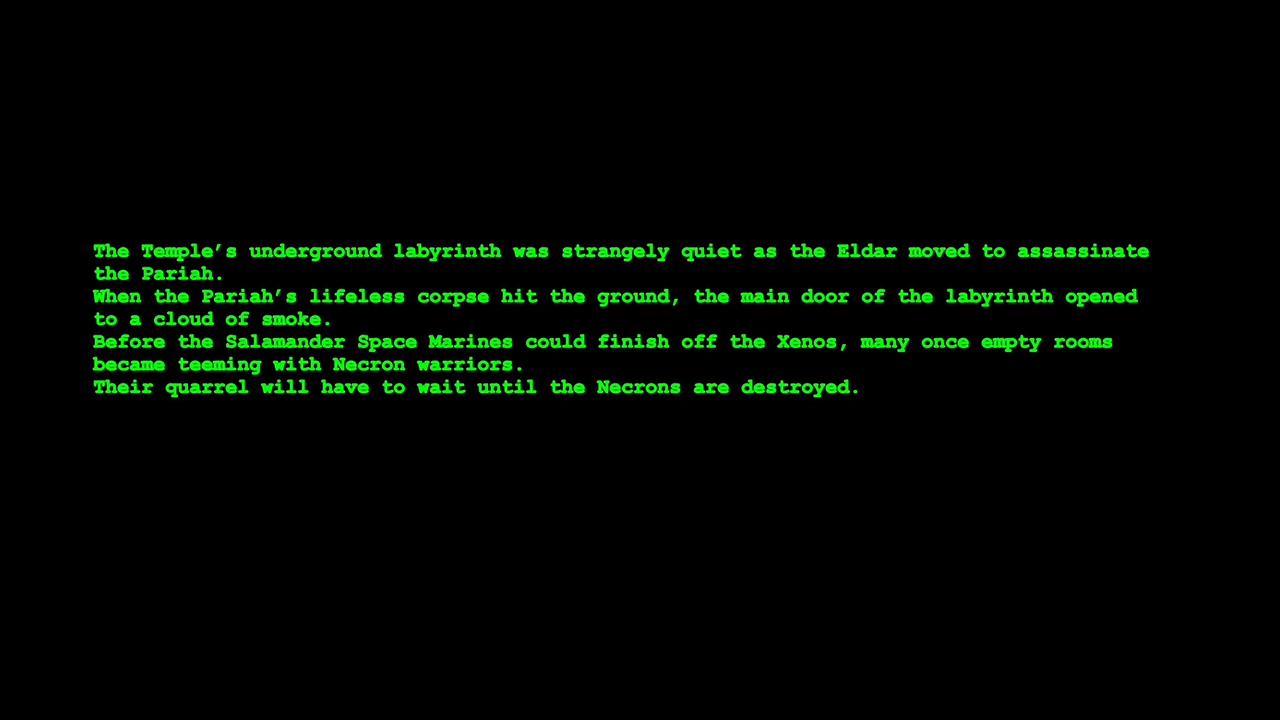 The Temple’s underground labyrinth was strangely quiet as the Eldar moved to assassinate
the Pariah.
When the Pariah’s lifeless corpse hit the ground, the main door of the labyrinth opened
to a cloud of smoke.
Before the Salamander Space Marines could finish off the Xenos, many once empty rooms
became teeming with Necron warriors.
Their quarrel will have to wait until the Necrons are destroyed.